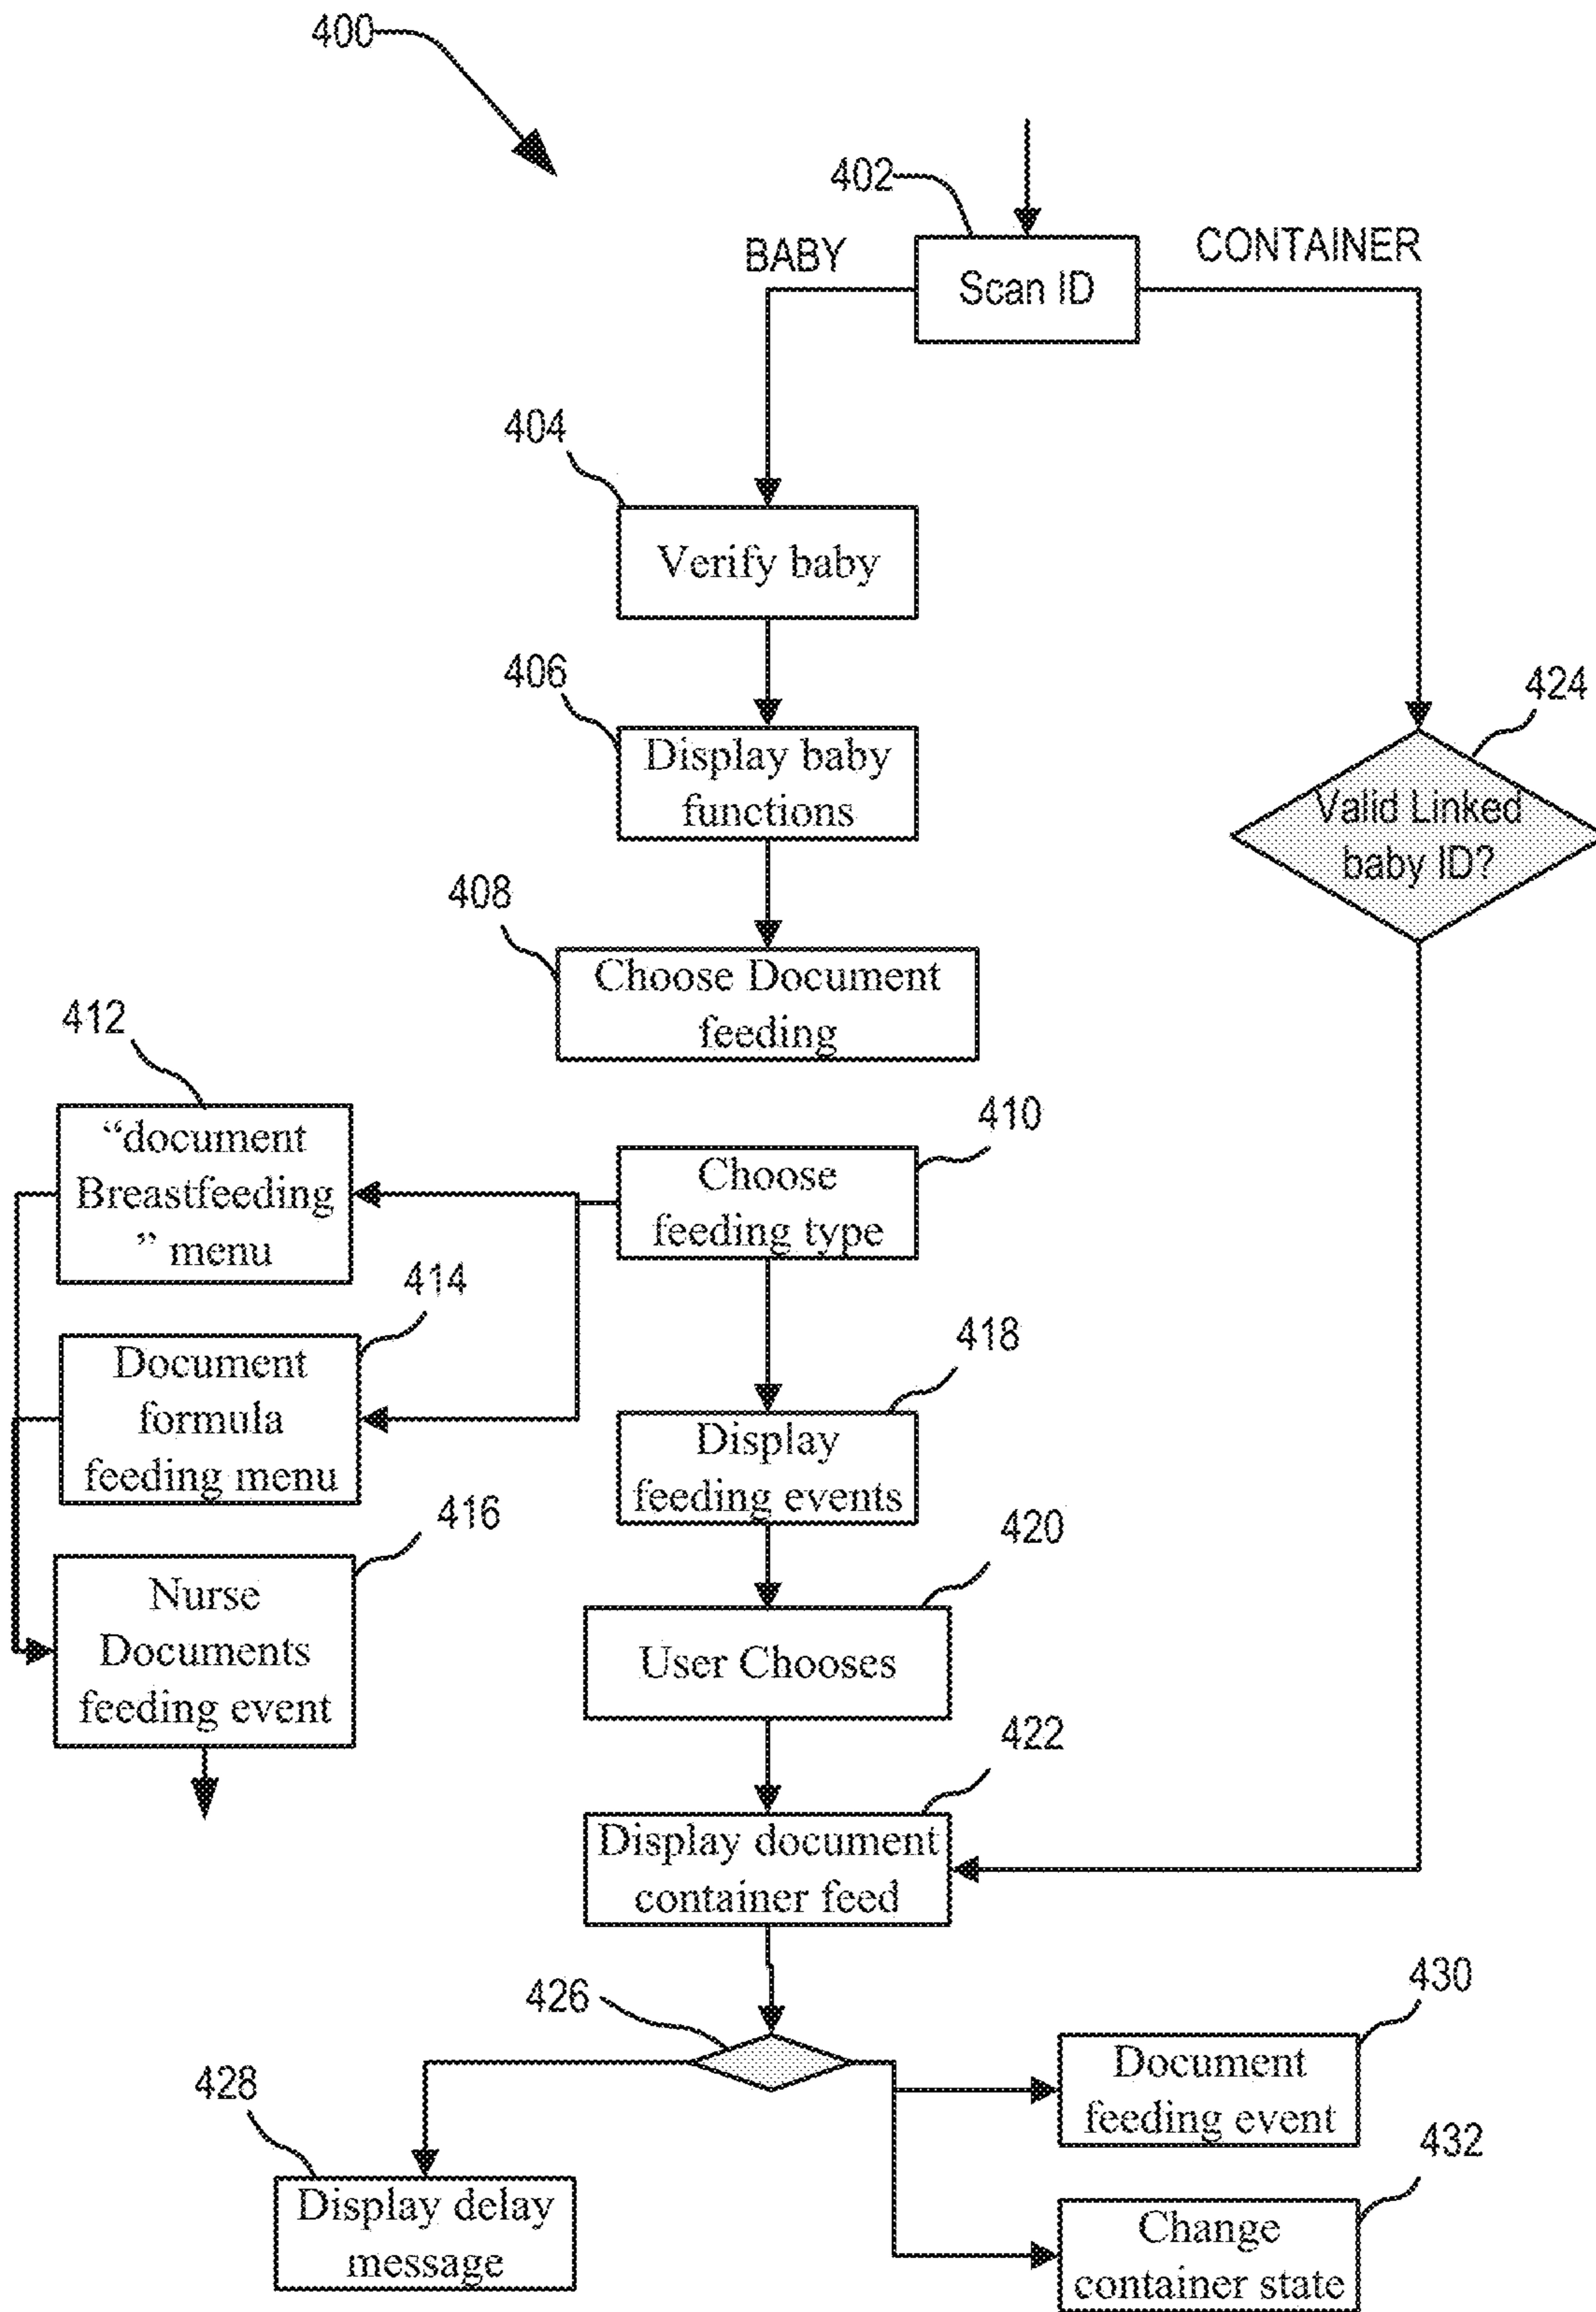 400
402
BABY
CONTAINER
Scan ID
404
Verify baby
406
Display baby
functions
424
Valid Linked
baby ID?
408
Choose Document
feeding
412
“document
Breastfeeding
” menu
410
Choose
feeding type
414
Document
formula
feeding menu
418
Display
feeding events
416
Nurse
Documents
feeding event
420
User Chooses
422
Display document
container feed
426
430
Document
feeding event
428
Display delay
message
432
Change
container state